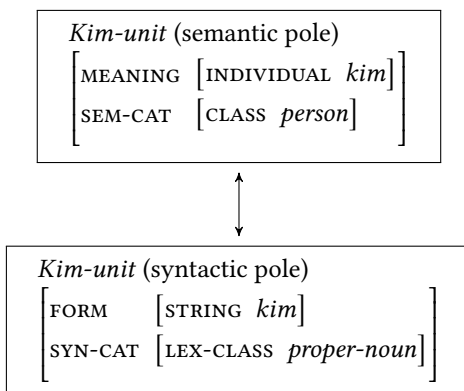 Kim-unit (semantic pole)
[MEANING [INDIVIDUAL kim]
SEM-CAT [CLASS person]]
Kim-unit (syntactic pole)
[FORM [STRING kim]
SYN-CAT [LEX-CLASS proper-noun]]